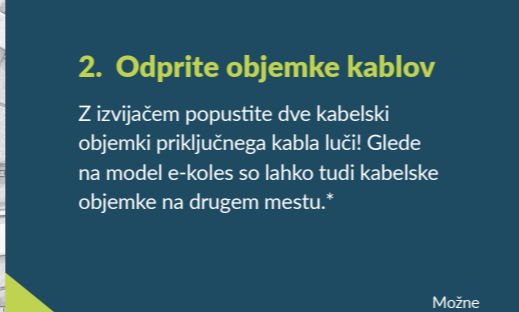 2. Odprite objemke kablov
Z izvijačem popustite dve kabelski
objemki priključnega kabla luči! Glede
na model e-koles so lahko tudi kabelske
objemke na drugem mestu.*
Možne